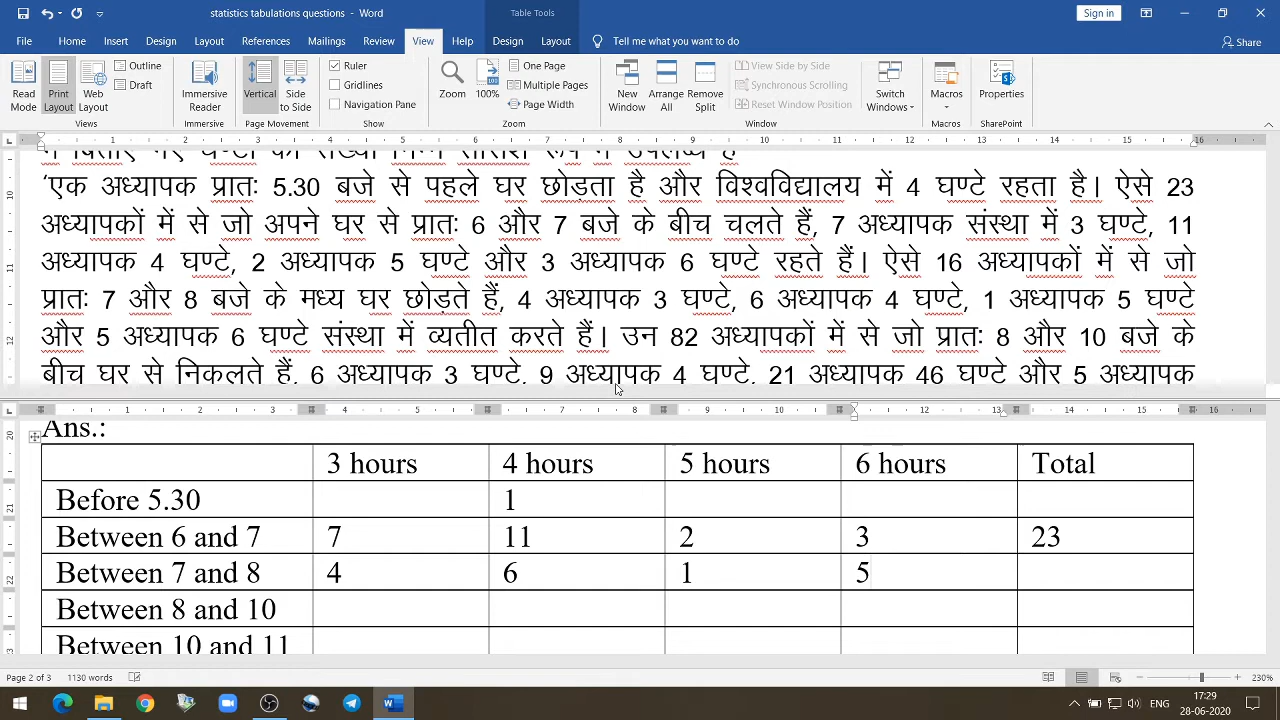 statistics tabulations questions - Word
Table Tools
Sign in
File Home Insert Design Layout References Mailings Review View Help Design Layout Tell me what you want to do Share
Read Mode
Print Layout
Web Layout
Outline
Draft
Views
Immersive Reader
Immersive
Vertical
Side to Side
Page Movement
Ruler
Gridlines
Navigation Pane
Show
Zoom
100%
One Page
Multiple Pages
Page Width
Zoom
New Window
Arrange All
Remove Split
View Side by Side
Synchronous Scrolling
Reset Window Position
Window
Switch Windows
Macros
Macros
Properties
SharePoint
'एक अध्यापक प्रातः 5.30 बजे से पहले घर छोड़ता है और विश्वविद्यालय में 4 घण्टे रहता है। ऐसे 23
अध्यापकों में से जो अपने घर से प्रातः 6 और 7 बजे के बीच चलते हैं, 7 अध्यापक संस्था में 3 घण्टे, 11
अध्यापक 4 घण्टे, 2 अध्यापक 5 घण्टे और 3 अध्यापक 6 घण्टे रहते हैं। ऐसे 16 अध्यापकों में से जो
प्रातः 7 और 8 बजे के मध्य घर छोड़ते हैं, 4 अध्यापक 3 घण्टे, 6 अध्यापक 4 घण्टे, 1 अध्यापक 5 घण्टे
और 5 अध्यापक 6 घण्टे संस्था में व्यतीत करते हैं। उन 82 अध्यापकों में से जो प्रातः 8 और 10 बजे के
बीच घर से निकलते हैं, 6 अध्यापक 3 घण्टे, 9 अध्यापक 4 घण्टे, 21 अध्यापक 46 घण्टे और 5 अध्यापक
Ans.:
3 hours 4 hours 5 hours 6 hours Total
Before 5.30 1
Between 6 and 7 7 11 2 3 23
Between 7 and 8 4 6 1 5
Between 8 and 10
Between 10 and 11
Page 2 of 3 1130 words 230%
ENG
17:29
28-06-2020